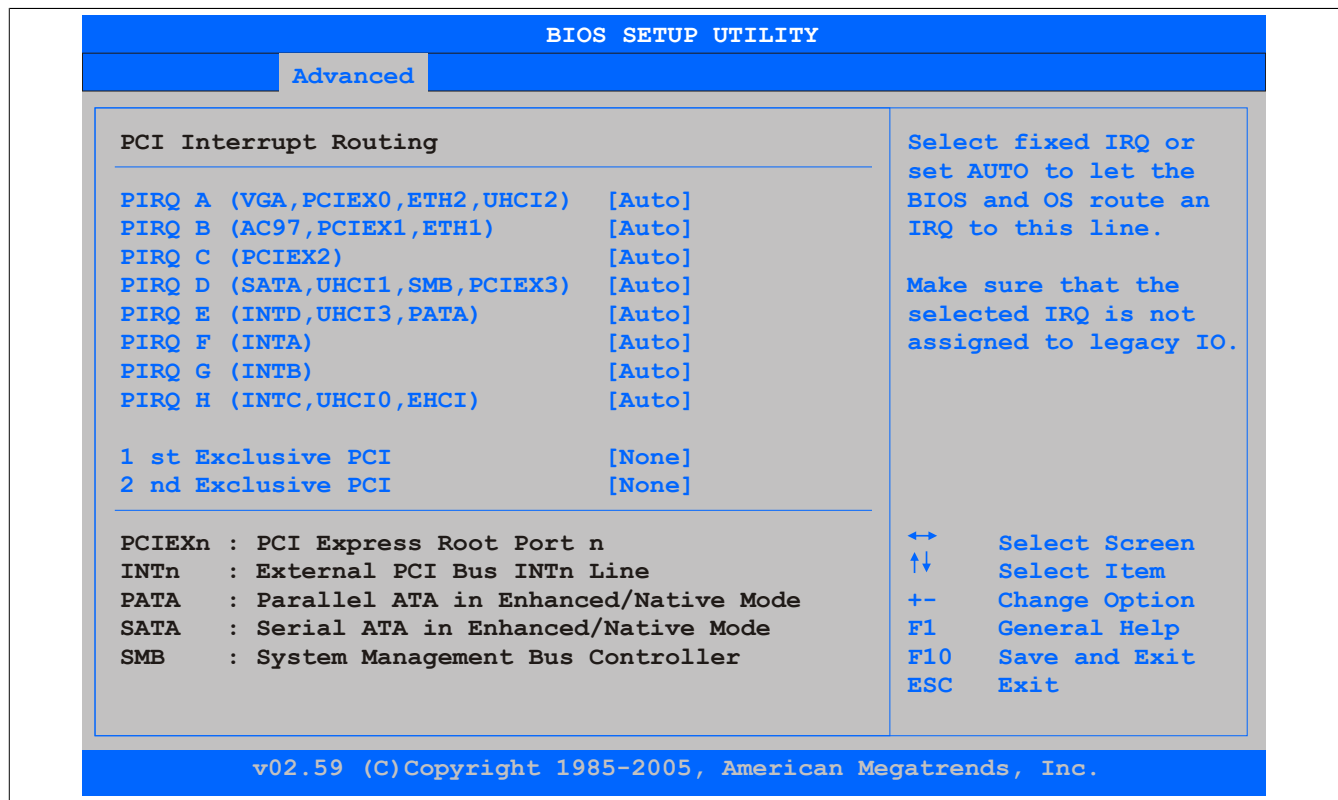 BIOS SETUP UTILITY
Advanced
PCI Interrupt Routing
PIRQ A (VGA,PCIEX0,ETH2,UHCI2) [Auto]
PIRQ B (AC97,PCIEX1,ETH1) [Auto]
PIRQ C (PCIEX2) [Auto]
PIRQ D (SATA,UHCI1,SMB,PCIEX3) [Auto]
PIRQ E (INTD,UHCI3,PATA) [Auto]
PIRQ F (INTA) [Auto]
PIRQ G (INTB) [Auto]
PIRQ H (INTC,UHCI0,EHCI) [Auto]
1 st Exclusive PCI [None]
2 nd Exclusive PCI [None]
PCIEXn : PCI Express Root Port n
INTn : External PCI Bus INTn Line
PATA : Parallel ATA in Enhanced/Native Mode
SATA : Serial ATA in Enhanced/Native Mode
SMB : System Management Bus Controller
Select fixed IRQ or
set AUTO to let the
BIOS and OS route an
IRQ to this line.
Make sure that the
selected IRQ is not
assigned to legacy IO.
↔ Select Screen
↑↓ Select Item
+- Change Option
F1 General Help
F10 Save and Exit
ESC Exit
v02.59 (C)Copyright 1985-2005, American Megatrends, Inc.